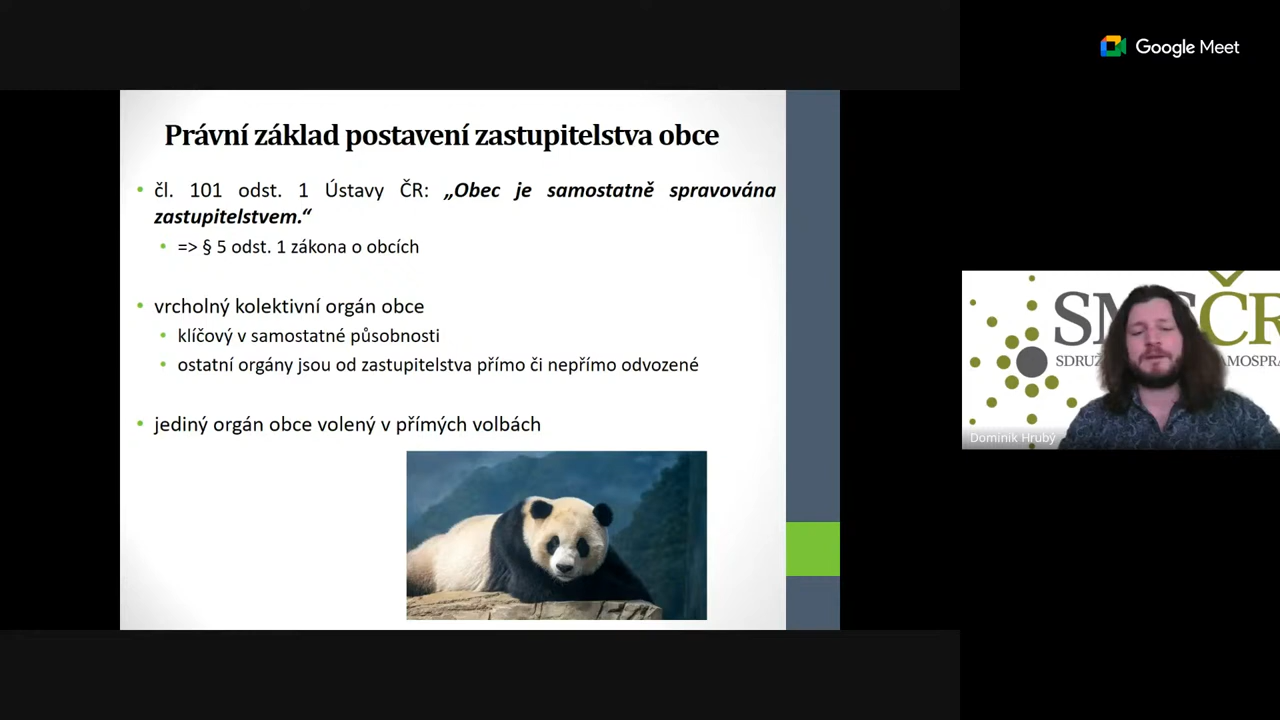 Google Meet
Právní základ postavení zastupitelstva obce
čl. 101 odst. 1 Ústavy ČR: „Obec je samostatně spravována
zastupitelstvem.“
=> § 5 odst. 1 zákona o obcích
vrcholný kolektivní orgán obce
klíčový v samostatné působnosti
ostatní orgány jsou od zastupitelstva přímo či nepřímo odvozené
jediný orgán obce volený v přímých volbách
Dominik Hrubý